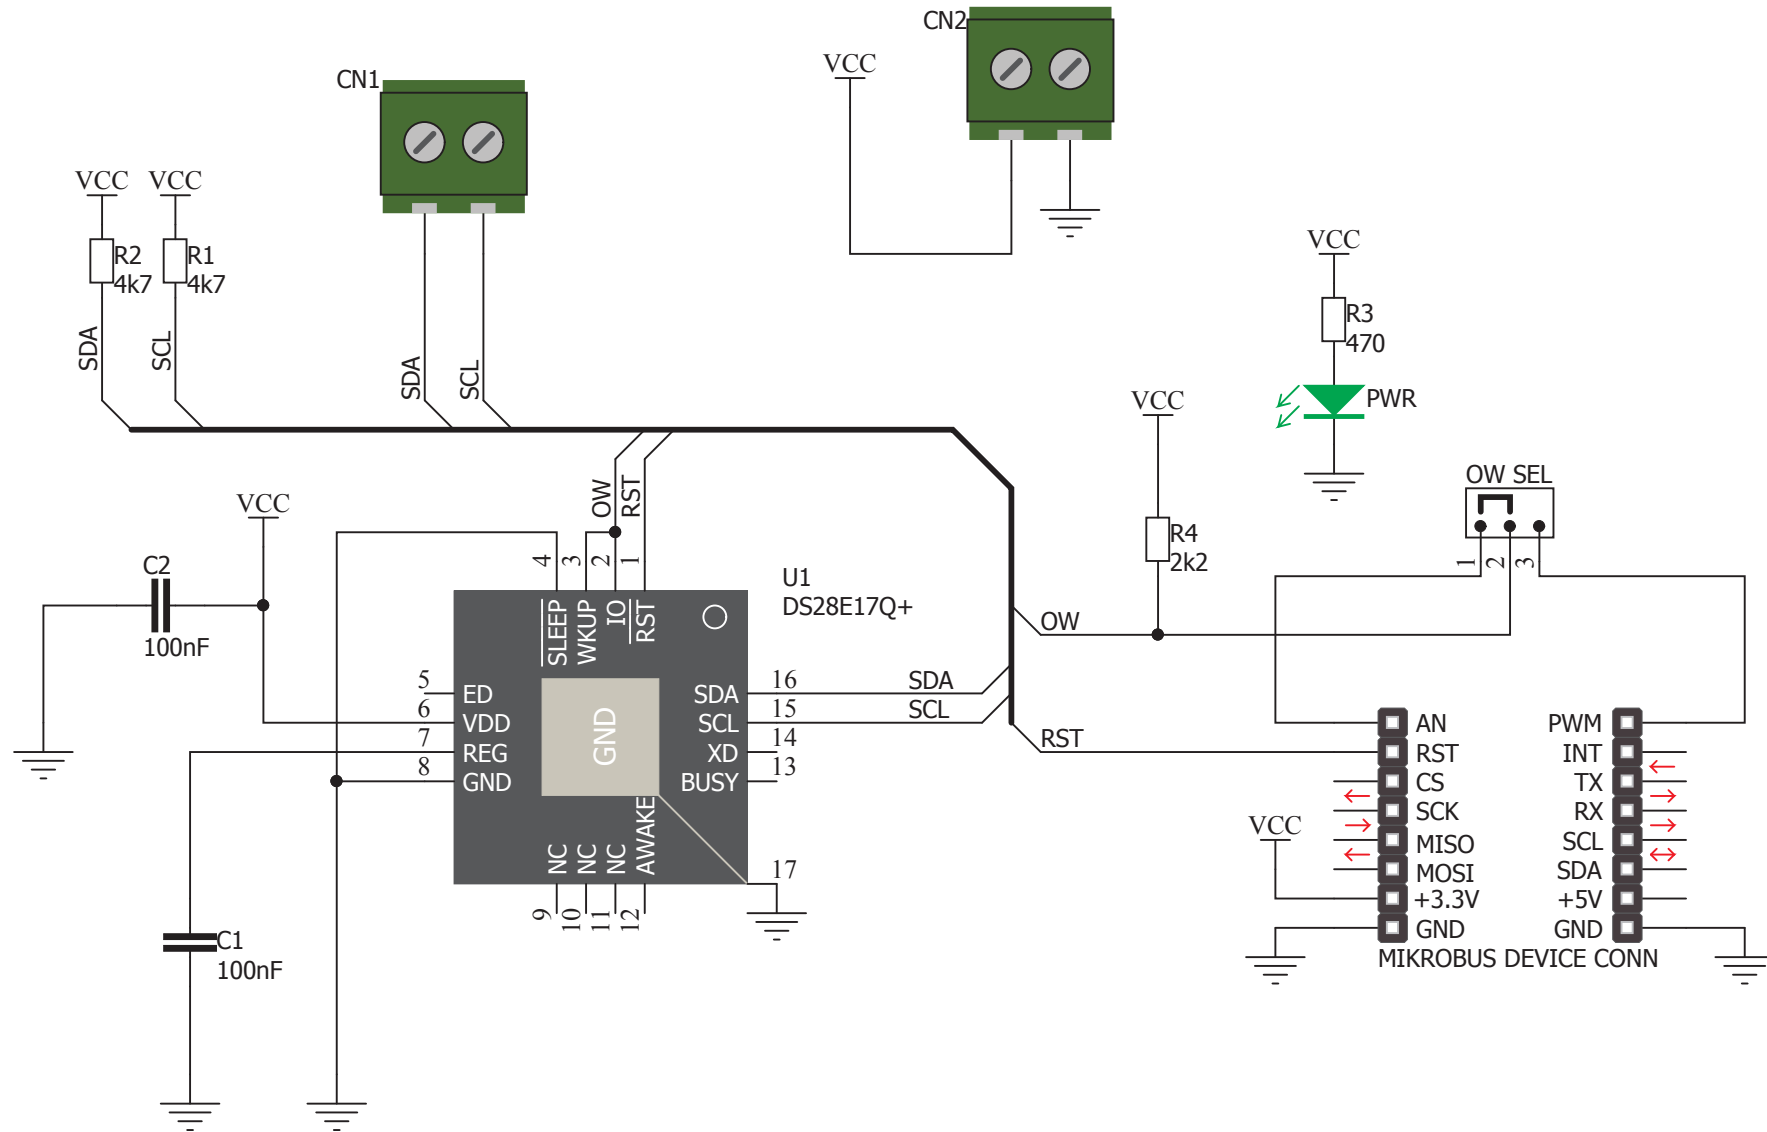 CN2
VCC
CN1
VCC
VCC
R2
4k7
R1
4k7
SDA
SCL
SDA
SCL
VCC
R3
470
PWR
VCC
R4
2k2
OW SEL
1
2
3
VCC
C2
100nF
OW
RST
4
3
2
1
U1
DS28E17Q+
SLEEP
WKUP
IO
RST
5
ED
6
VDD
7
REG
8
GND
GND
SDA
16
SDA
SCL
15
SCL
XD
14
BUSY
13
NC
NC
NC
AWAKE
9
10
11
12
17
C1
100nF
OW
RST
VCC
AN
RST
CS
SCK
MISO
MOSI
+3.3V
GND
PWM
INT
TX
RX
SCL
SDA
+5V
GND
MIKROBUS DEVICE CONN